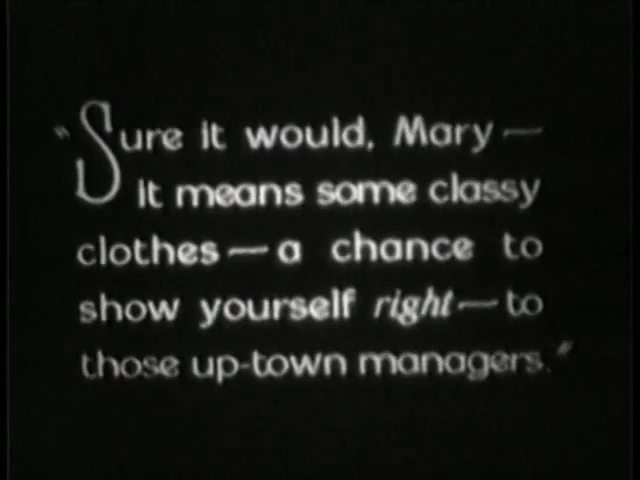 "Sure it would, Mary—
it means some classy
clothes—a chance to
show yourself right—to
those up-town managers."